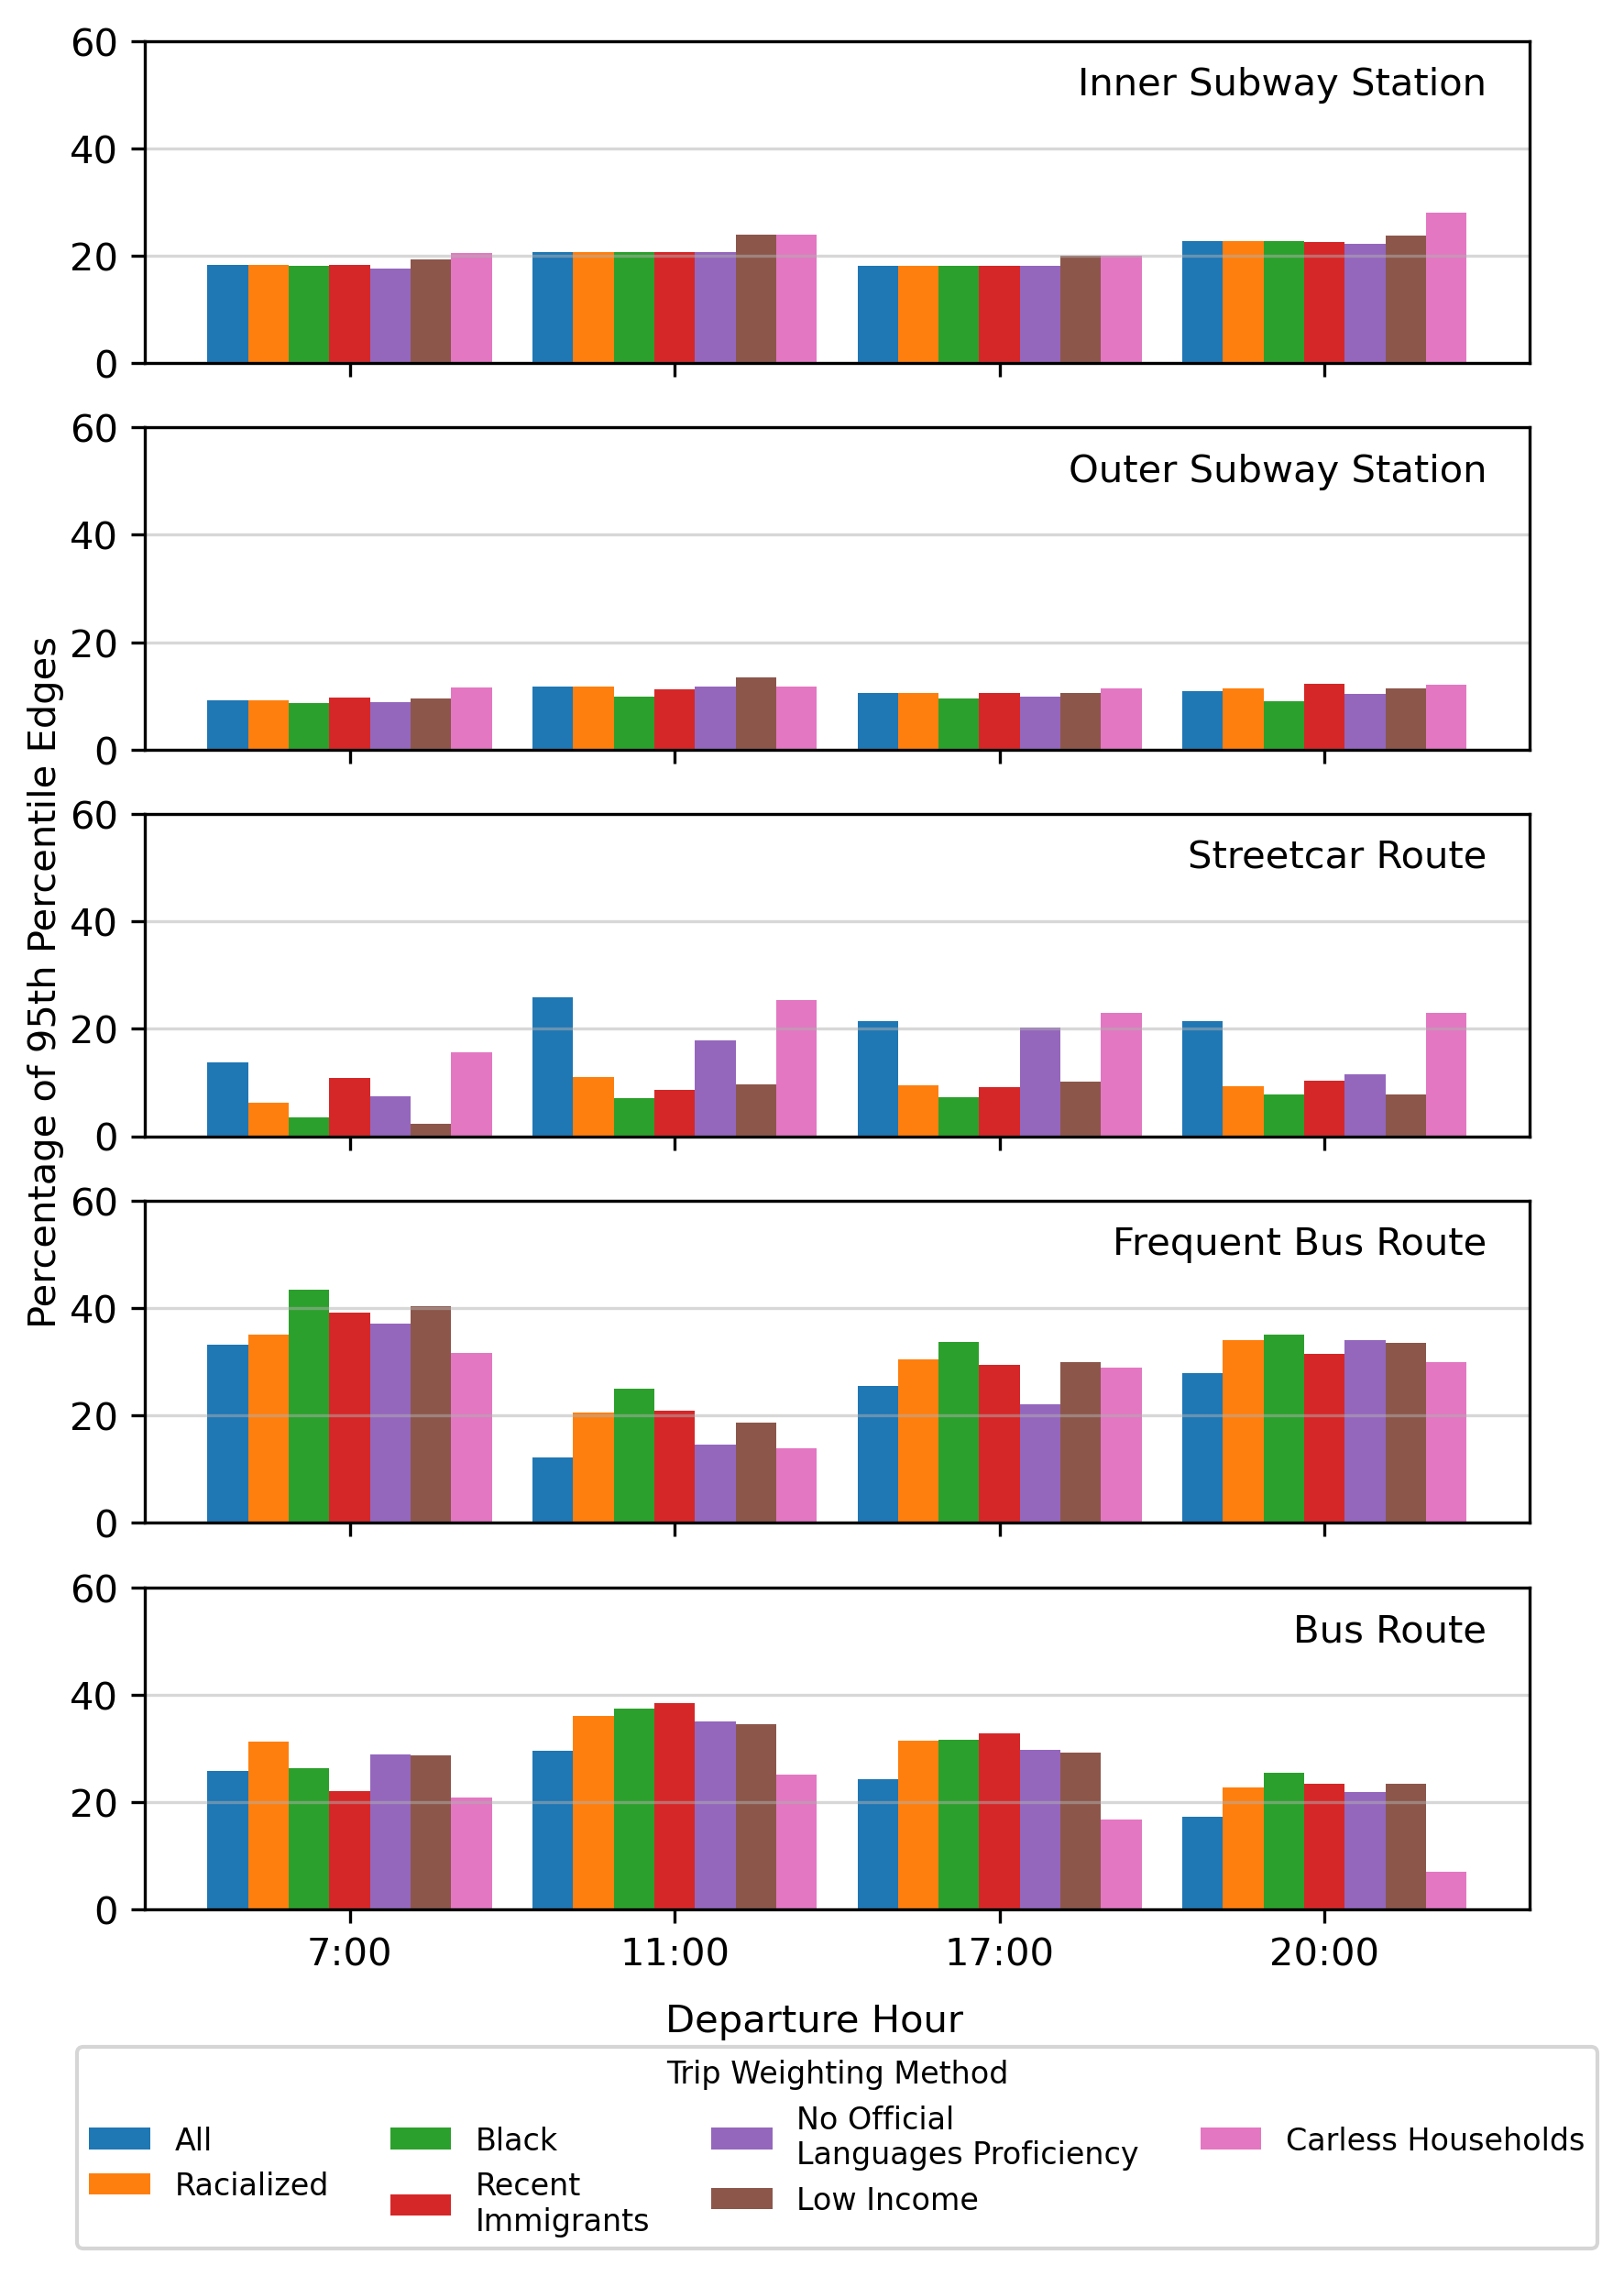 60
Inner Subway Station
40
20
0
60
Outer Subway Station
40
20
0
60
Streetcar Route
40
20
0
60
Frequent Bus Route
40
20
0
60
Bus Route
40
20
0
Percentage of 95th Percentile Edges
7:00 11:00 17:00 20:00
Departure Hour
Trip Weighting Method
All
Racialized
Black
Recent
Immigrants
No Official
Languages Proficiency
Low Income
Carless Households